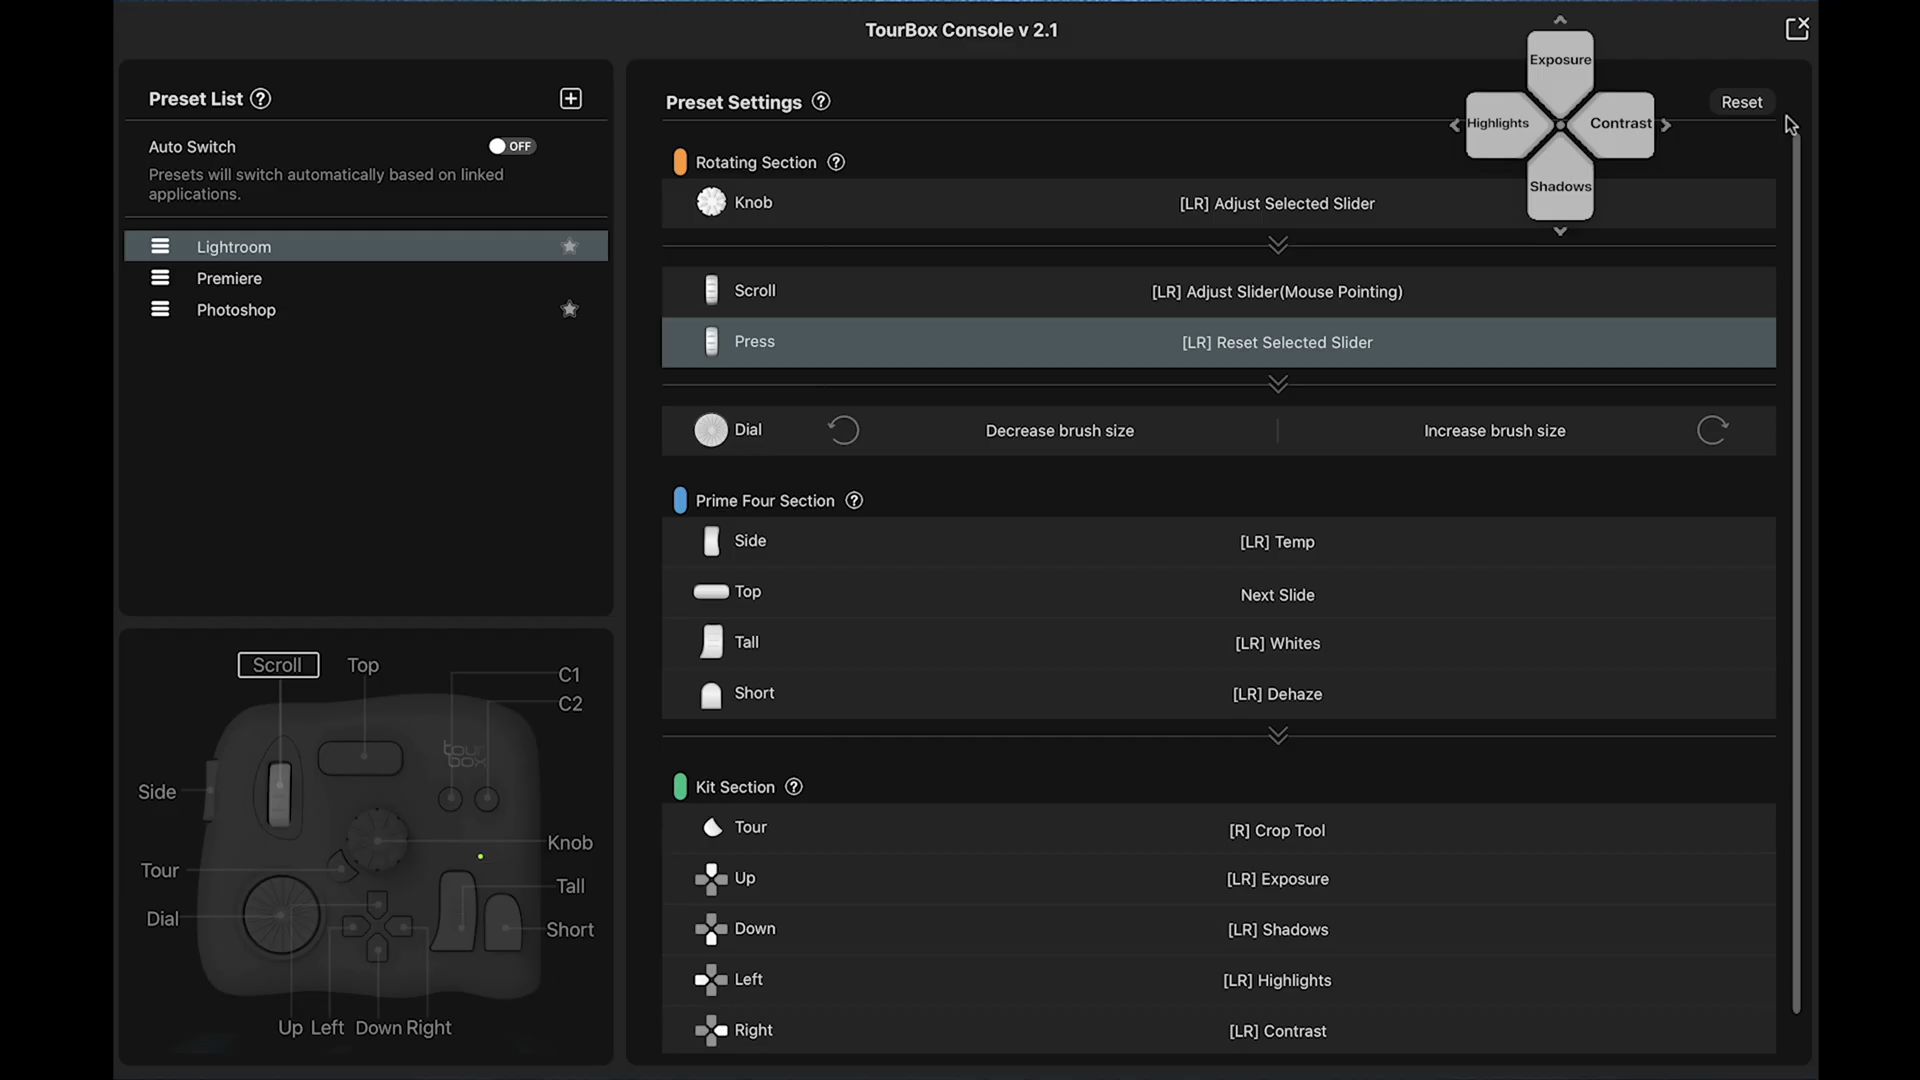 TourBox Console v 2.1
Preset List ?
Auto Switch
OFF
Presets will switch automatically based on linked
applications.
Lightroom
Premiere
Photoshop
Scroll
Top
C1
C2
tour
box
Side
Knob
Tour
Tall
Dial
Short
Up Left Down Right
Preset Settings ?
Reset
Exposure
Highlights
Contrast
Shadows
Rotating Section ?
Knob [LR] Adjust Selected Slider
Scroll [LR] Adjust Slider(Mouse Pointing)
Press [LR] Reset Selected Slider
Dial Decrease brush size Increase brush size
Prime Four Section ?
Side [LR] Temp
Top Next Slide
Tall [LR] Whites
Short [LR] Dehaze
Kit Section ?
Tour [R] Crop Tool
Up [LR] Exposure
Down [LR] Shadows
Left [LR] Highlights
Right [LR] Contrast